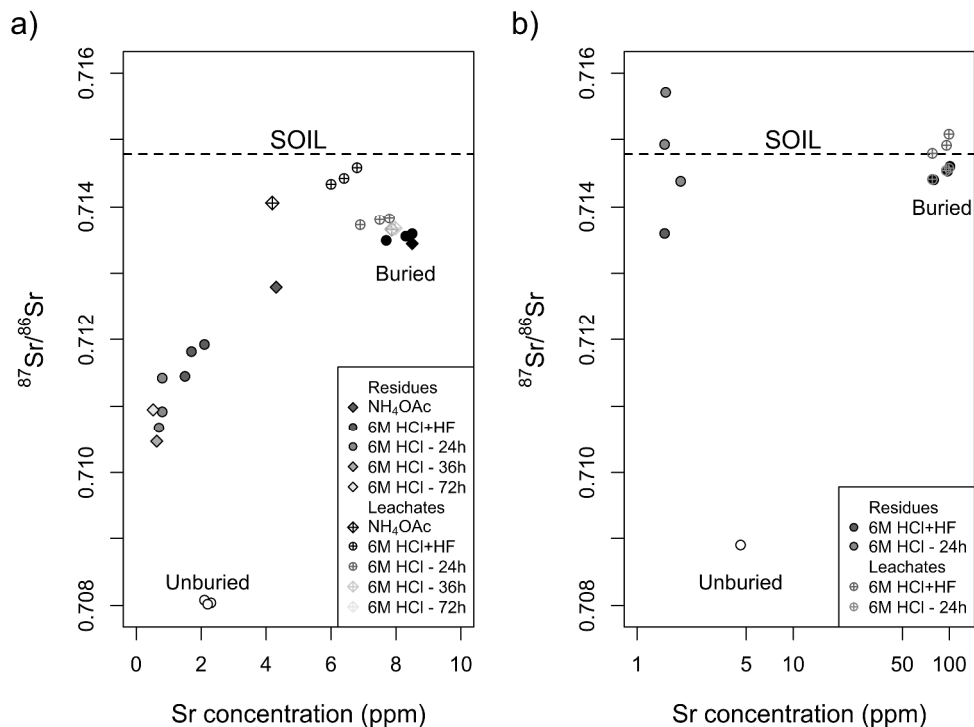 a)
0.716
0.714
0.712
0.710
0.708
⁸⁷Sr/⁸⁶Sr
SOIL
Buried
Unburied
Residues
NH₄OAc
6M HCl+HF
6M HCl - 24h
6M HCl - 36h
6M HCl - 72h
Leachates
NH₄OAc
6M HCl+HF
6M HCl - 24h
6M HCl - 36h
6M HCl - 72h
0 2 4 6 8 10
Sr concentration (ppm)
b)
0.716
0.714
0.712
0.710
0.708
⁸⁷Sr/⁸⁶Sr
SOIL
Buried
Unburied
Residues
6M HCl+HF
6M HCl - 24h
Leachates
6M HCl+HF
6M HCl - 24h
1 5 10 50 100
Sr concentration (ppm)